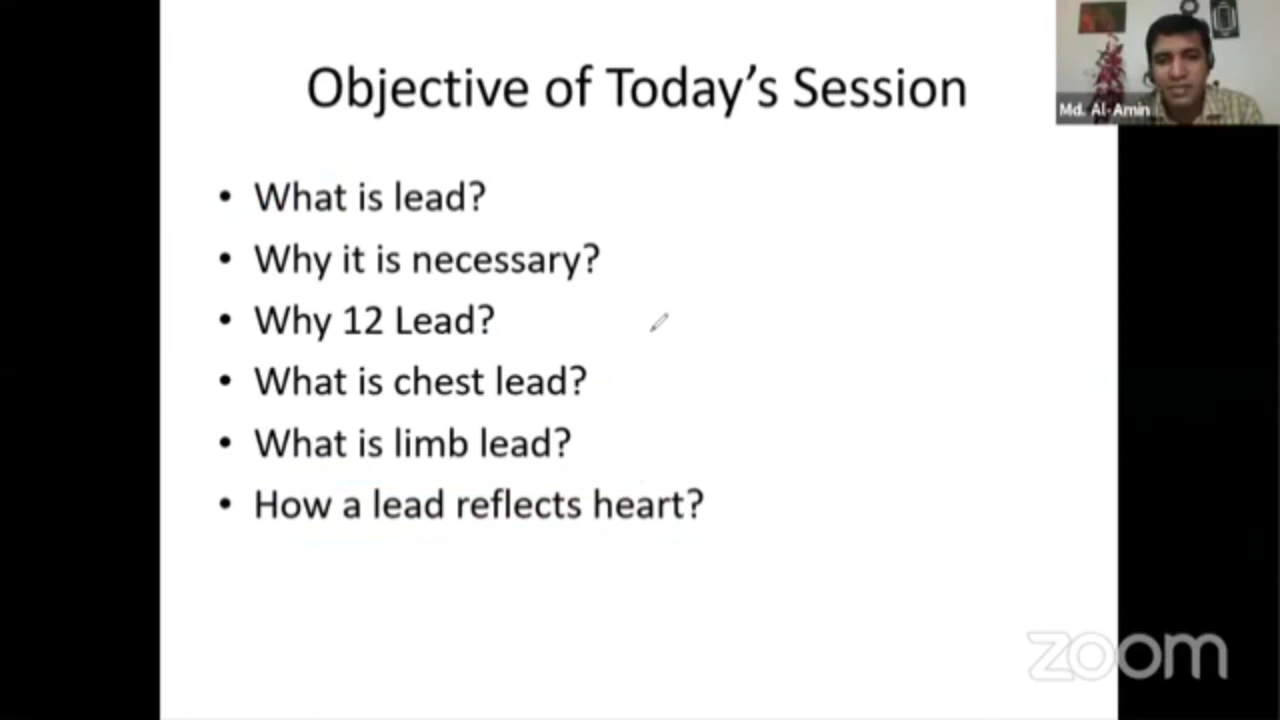 Objective of Today's Session
Md. Al-Amin
• What is lead?
• Why it is necessary?
• Why 12 Lead?
• What is chest lead?
• What is limb lead?
• How a lead reflects heart?
zoom